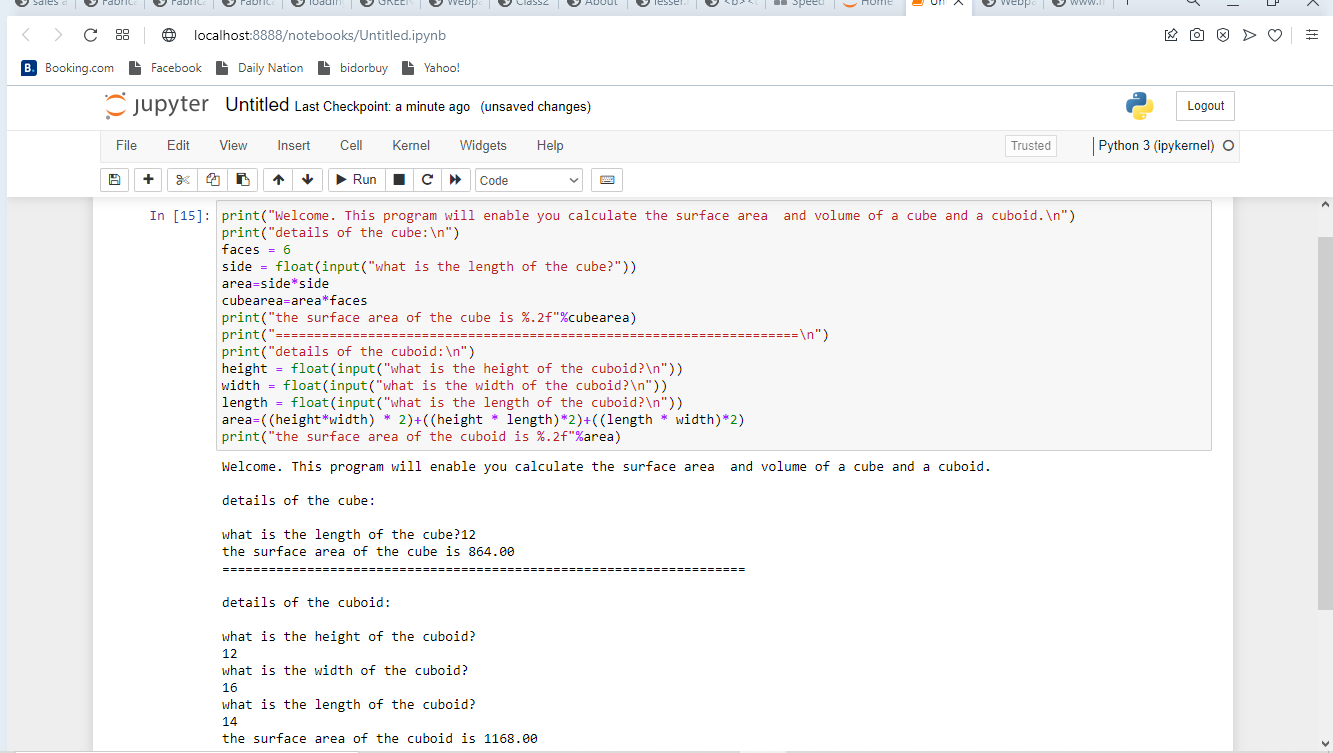 sales a
Fabrica
Fabrica
Fabrica
loadin
GREEN
Webpa
Class2
About
lesser.
Speed
Home
Un
Webpa
localhost:8888/notebooks/Untitled.ipynb
B. Booking.com Facebook Daily Nation bidorbuy Yahoo!
jupyter Untitled Last Checkpoint: a minute ago (unsaved changes) Logout
File Edit View Insert Cell Kernel Widgets Help Trusted Python 3 (ipykernel)
Run Code
In [15]: print("Welcome. This program will enable you calculate the surface area  and volume of a cube and a cuboid.\n")
print("details of the cube:\n")
faces = 6
side = float(input("what is the length of the cube?"))
area=side*side
cubearea=area*faces
print("the surface area of the cube is %.2f"%cubearea)
print("====================================================================\n")
print("details of the cuboid:\n")
height = float(input("what is the height of the cuboid?\n"))
width = float(input("what is the width of the cuboid?\n"))
length = float(input("what is the length of the cuboid?\n"))
area=((height*width) * 2)+((height * length)*2)+((length * width)*2)
print("the surface area of the cuboid is %.2f"%area)
Welcome. This program will enable you calculate the surface area  and volume of a cube and a cuboid.
details of the cube:
what is the length of the cube?12
the surface area of the cube is 864.00
====================================================================
details of the cuboid:
what is the height of the cuboid?
12
what is the width of the cuboid?
16
what is the length of the cuboid?
14
the surface area of the cuboid is 1168.00